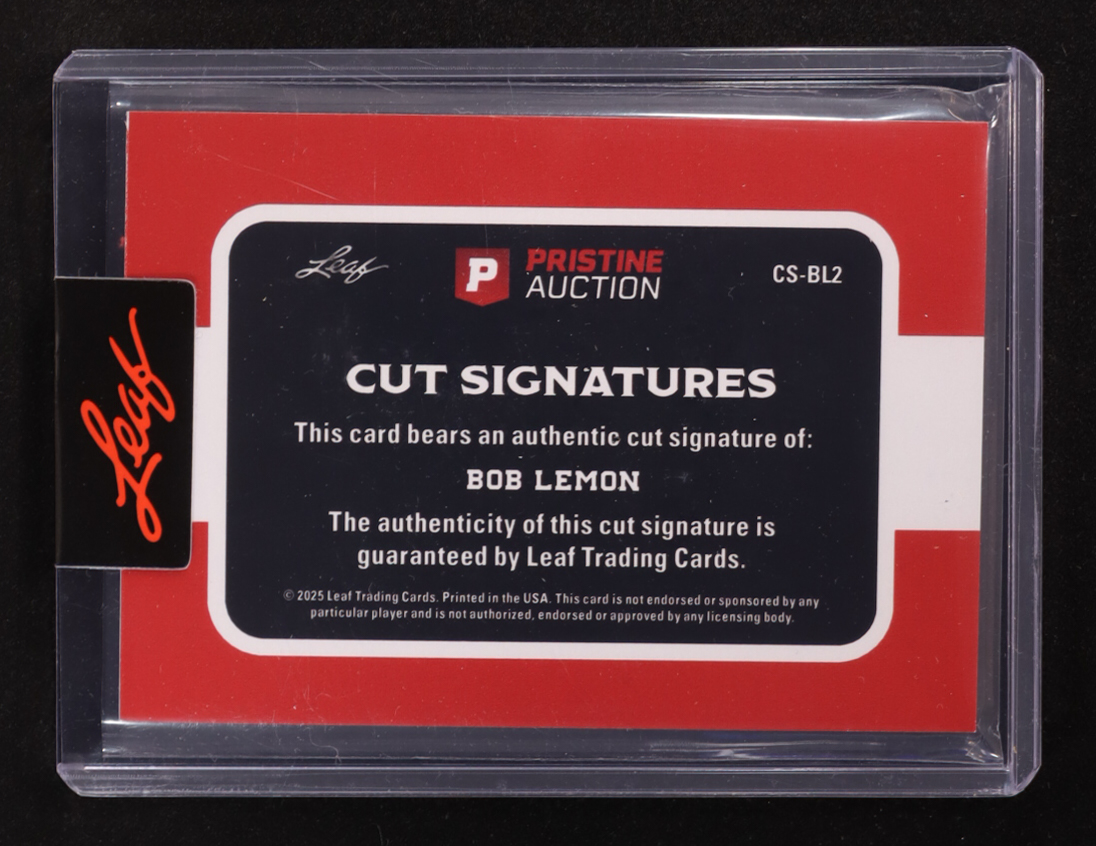 Leaf
P PRISTINE
AUCTION
CS-BL2
CUT SIGNATURES
This card bears an authentic cut signature of:
BOB LEMON
The authenticity of this cut signature is
guaranteed by Leaf Trading Cards.
© 2025 Leaf Trading Cards. Printed in the USA. This card is not endorsed or sponsored by any
particular player and is not authorized, endorsed or approved by any licensing body.
Leaf